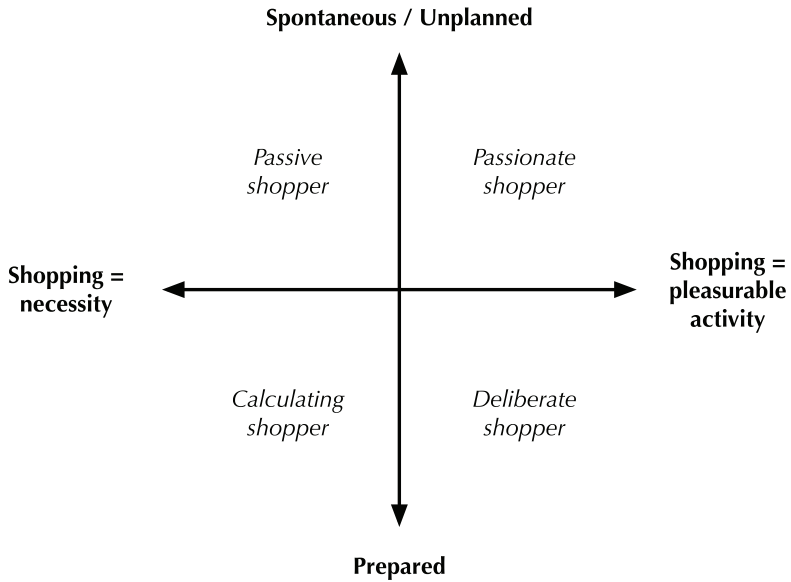 Spontaneous / Unplanned
Passive
shopper
Passionate
shopper
Shopping =
necessity
Shopping =
pleasurable
activity
Calculating
shopper
Deliberate
shopper
Prepared